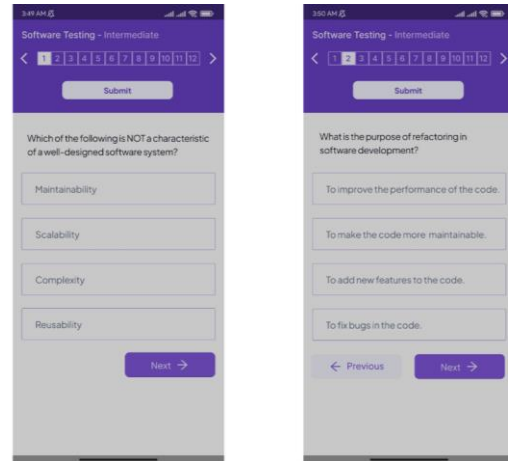 3:49 AM
Software Testing - Intermediate
1 2 3 4 5 6 7 8 9 10 11 12
Submit
Which of the following is NOT a characteristic
of a well-designed software system?
Maintainability
Scalability
Complexity
Reusability
Next
3:50 AM
Software Testing - Intermediate
1 2 3 4 5 6 7 8 9 10 11 12
Submit
What is the purpose of refactoring in
software development?
To improve the performance of the code.
To make the code more maintainable.
To add new features to the code.
To fix bugs in the code.
Previous
Next